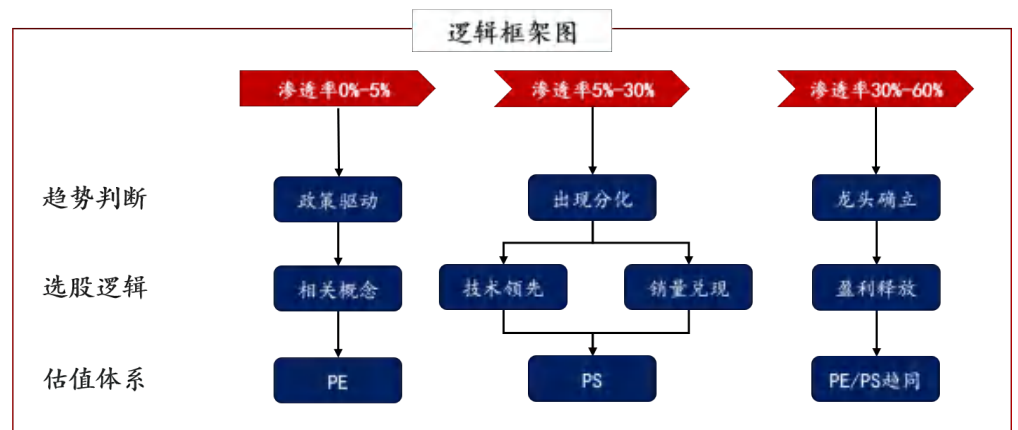 逻辑框架图
渗透率0%-5% 渗透率5%-30% 渗透率30%-60%
趋势判断 政策驱动 出现分化 龙头确立
选股逻辑 相关概念 技术领先 销量兑现 盈利释放
估值体系 PE PS PE/PS趋同